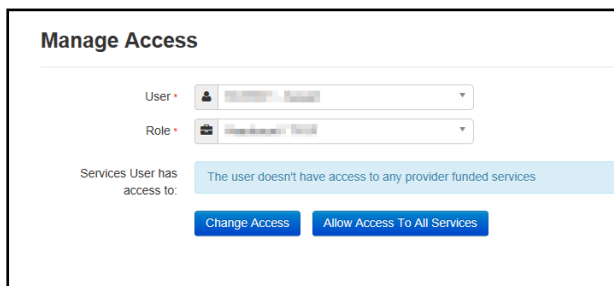 Manage Access
User *
Role *
Services User has
access to:
The user doesn't have access to any provider funded services
Change Access
Allow Access To All Services